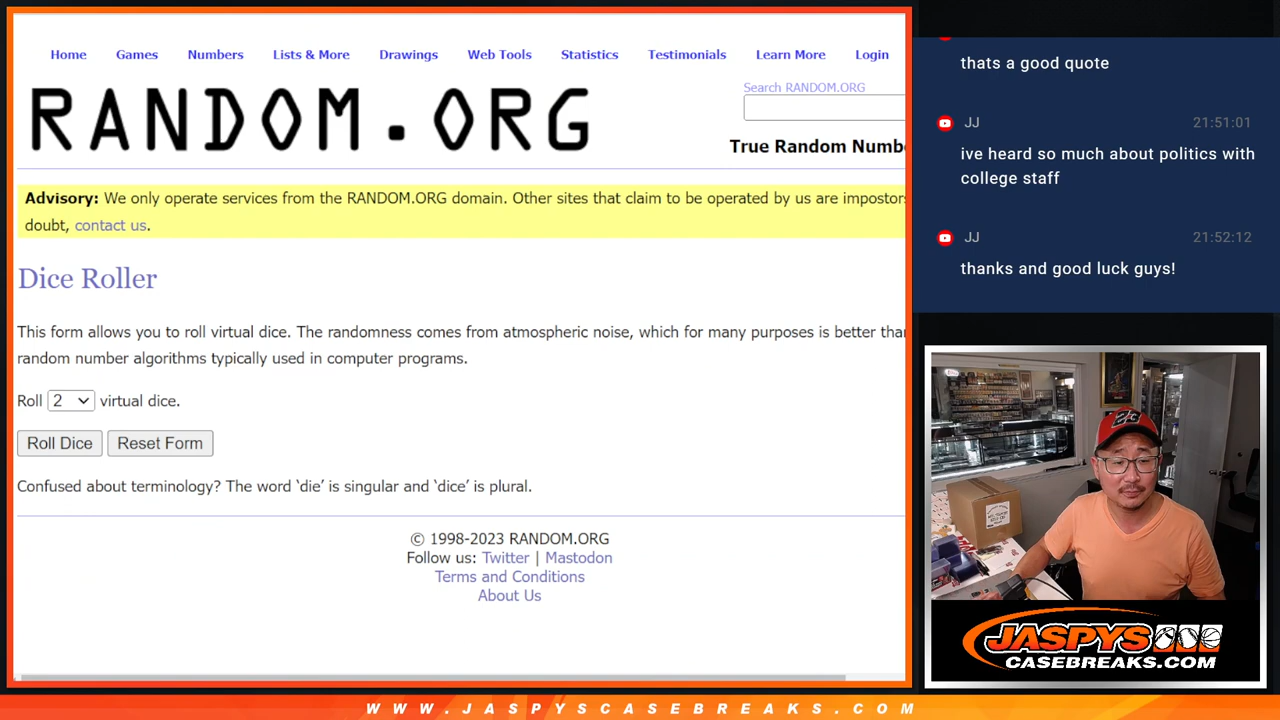 Home Games Numbers Lists & More Drawings Web Tools Statistics Testimonials Learn More Login
RANDOM.ORG
Search RANDOM.ORG
True Random Numb
Advisory: We only operate services from the RANDOM.ORG domain. Other sites that claim to be operated by us are impostors
doubt, contact us.
Dice Roller
This form allows you to roll virtual dice. The randomness comes from atmospheric noise, which for many purposes is better than
random number algorithms typically used in computer programs.
Roll 2 virtual dice.
Roll Dice Reset Form
Confused about terminology? The word ‘die’ is singular and ‘dice’ is plural.
© 1998-2023 RANDOM.ORG
Follow us: Twitter | Mastodon
Terms and Conditions
About Us
thats a good quote
JJ 21:51:01
ive heard so much about politics with
college staff
JJ 21:52:12
thanks and good luck guys!
23
JASPYS
CASEBREAKS.COM
WWW.JASPYSCASEBREAKS.COM